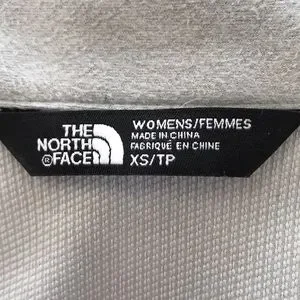 THE
NORTH
®FACE
WOMENS/FEMMES
MADE IN CHINA
FABRIQUÉ EN CHINE
XS/TP